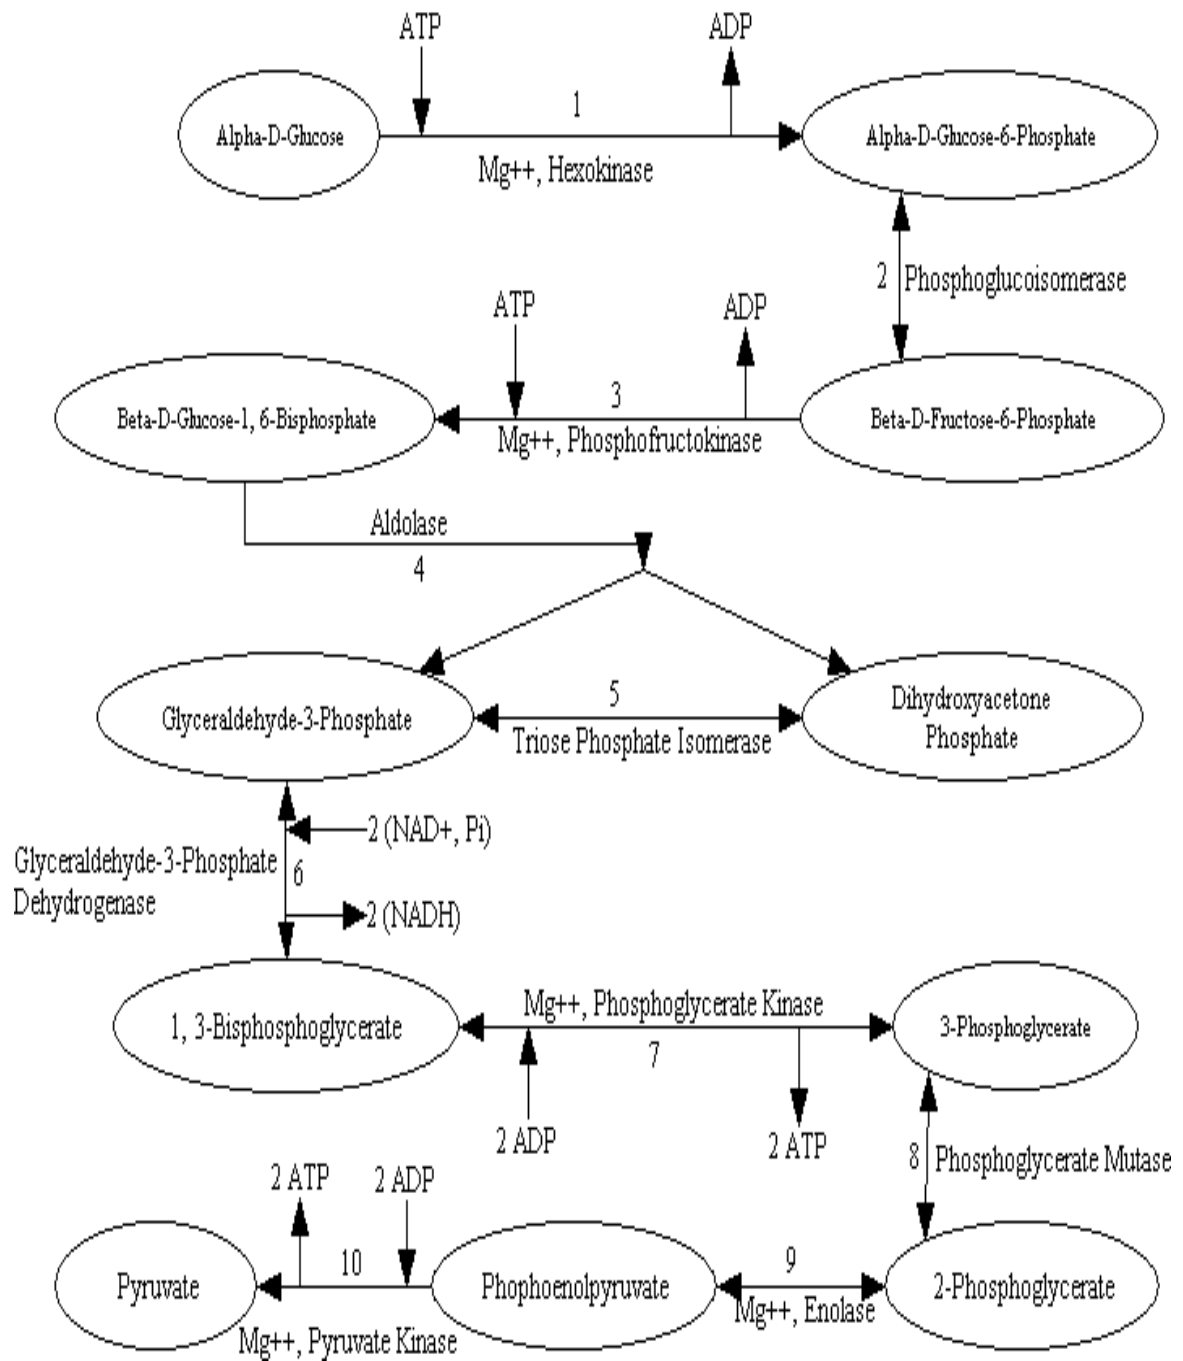 ATP
ADP
1
Alpha-D-Glucose
Alpha-D-Glucose-6-Phosphate
Mg++, Hexokinase
2
Phosphoglucoisomerase
ATP
ADP
3
Beta-D-Glucose-1, 6-Bisphosphate
Beta-D-Fructose-6-Phosphate
Mg++, Phosphofructokinase
Aldolase
4
5
Glyceraldehyde-3-Phosphate
Dihydroxyacetone
Phosphate
Triose Phosphate Isomerase
2 (NAD+, Pi)
Glyceraldehyde-3-Phosphate
Dehydrogenase
6
2 (NADH)
Mg++, Phosphoglycerate Kinase
1, 3-Bisphosphoglycerate
3-Phosphoglycerate
7
2 ADP
2 ATP
8
Phosphoglycerate Mutase
2 ATP
2 ADP
10
9
Pyruvate
Phophoenolpyruvate
2-Phosphoglycerate
Mg++, Pyruvate Kinase
Mg++, Enolase